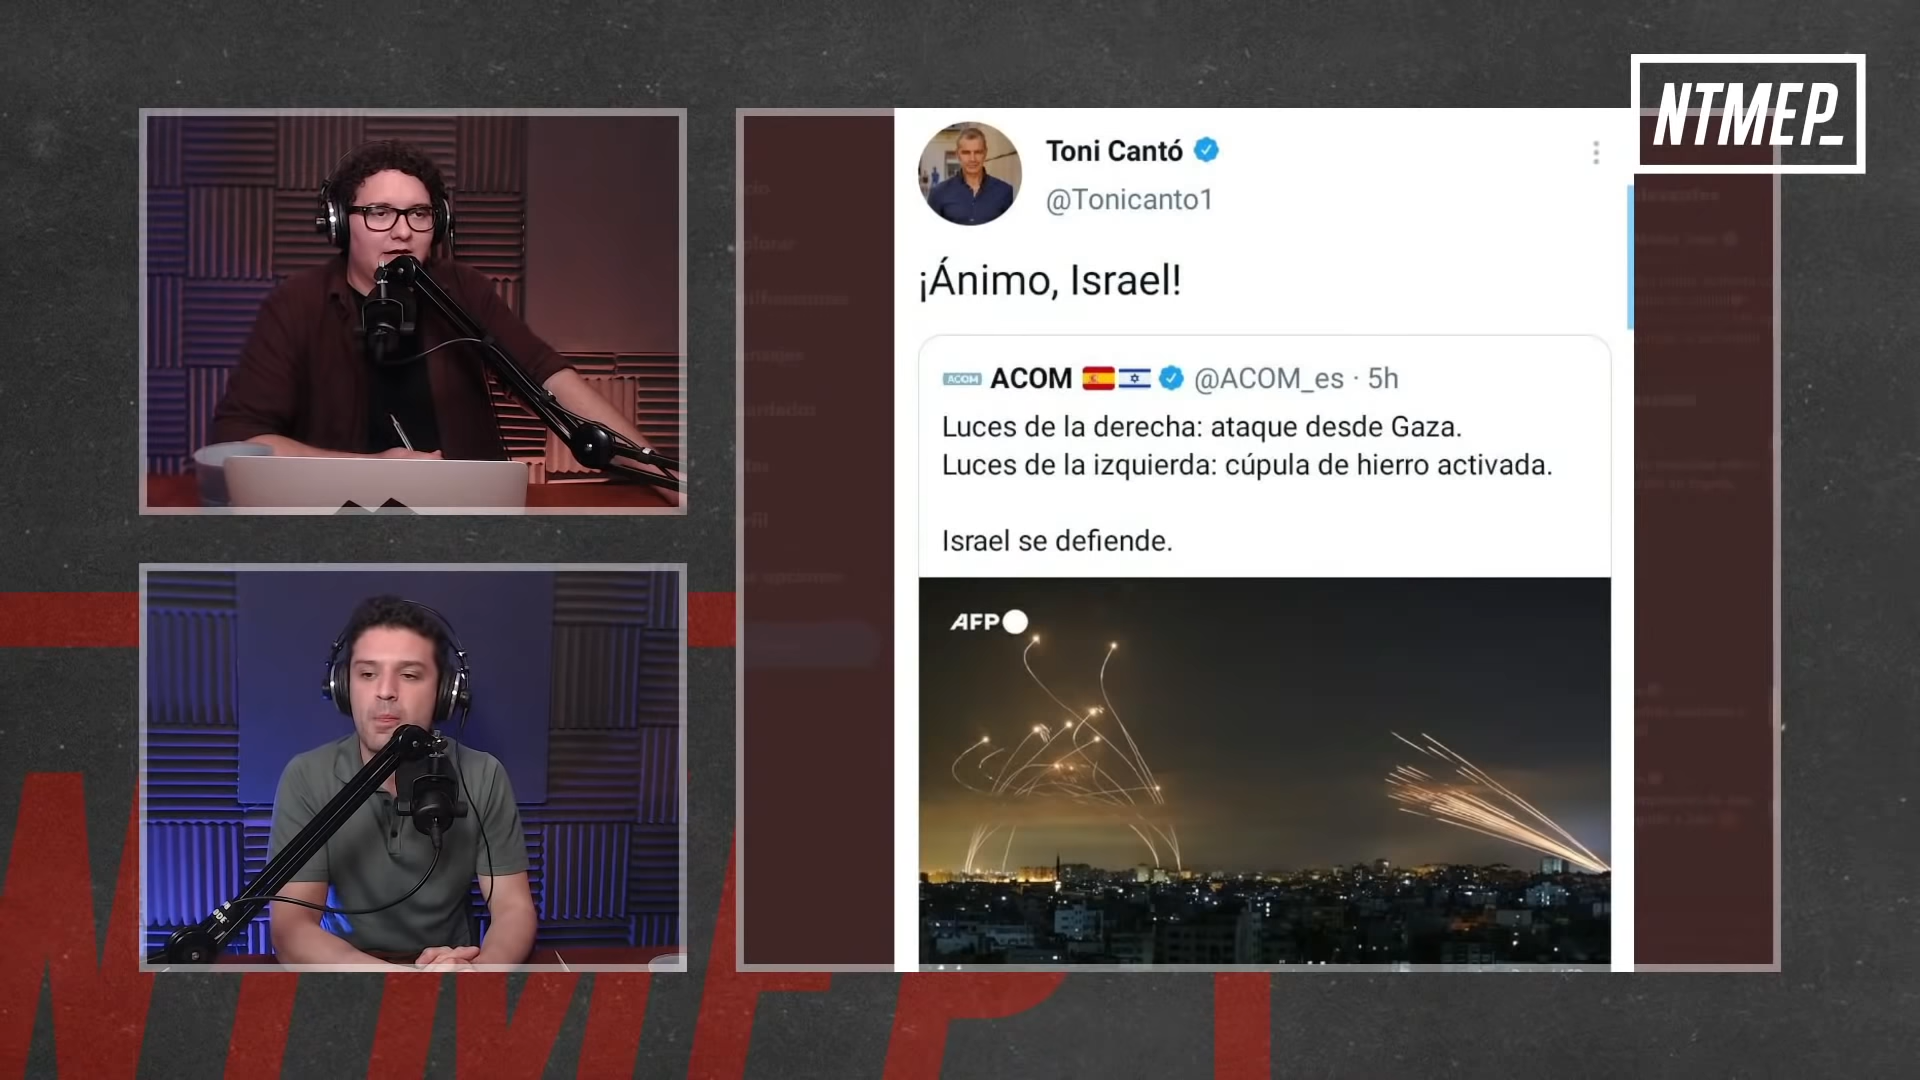 NTMEP_
Toni Cantó
@Tonicanto1
¡Ánimo, Israel!
ACOM ACOM @ACOM_es · 5h
Luces de la derecha: ataque desde Gaza.
Luces de la izquierda: cúpula de hierro activada.
Israel se defiende.
AFP